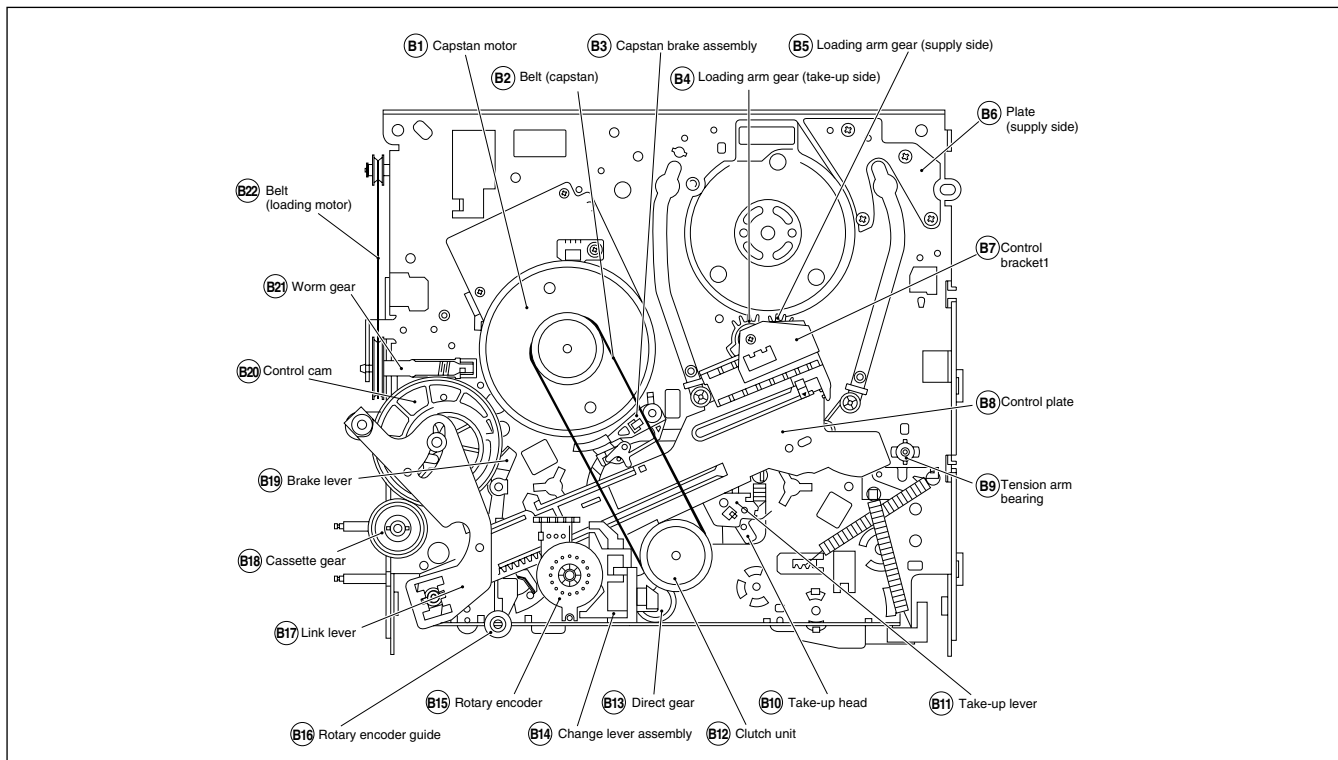 B1 Capstan motor
B3 Capstan brake assembly
B5 Loading arm gear (supply side)
B2 Belt (capstan)
B4 Loading arm gear (take-up side)
B6 Plate
(supply side)
B22 Belt
(loading motor)
B7 Control
bracket1
B21 Worm gear
B20 Control cam
B8 Control plate
B19 Brake lever
B9 Tension arm
bearing
B18 Cassette gear
B17 Link lever
B15 Rotary encoder
B13 Direct gear
B10 Take-up head
B11 Take-up lever
B16 Rotary encoder guide
B14 Change lever assembly
B12 Clutch unit